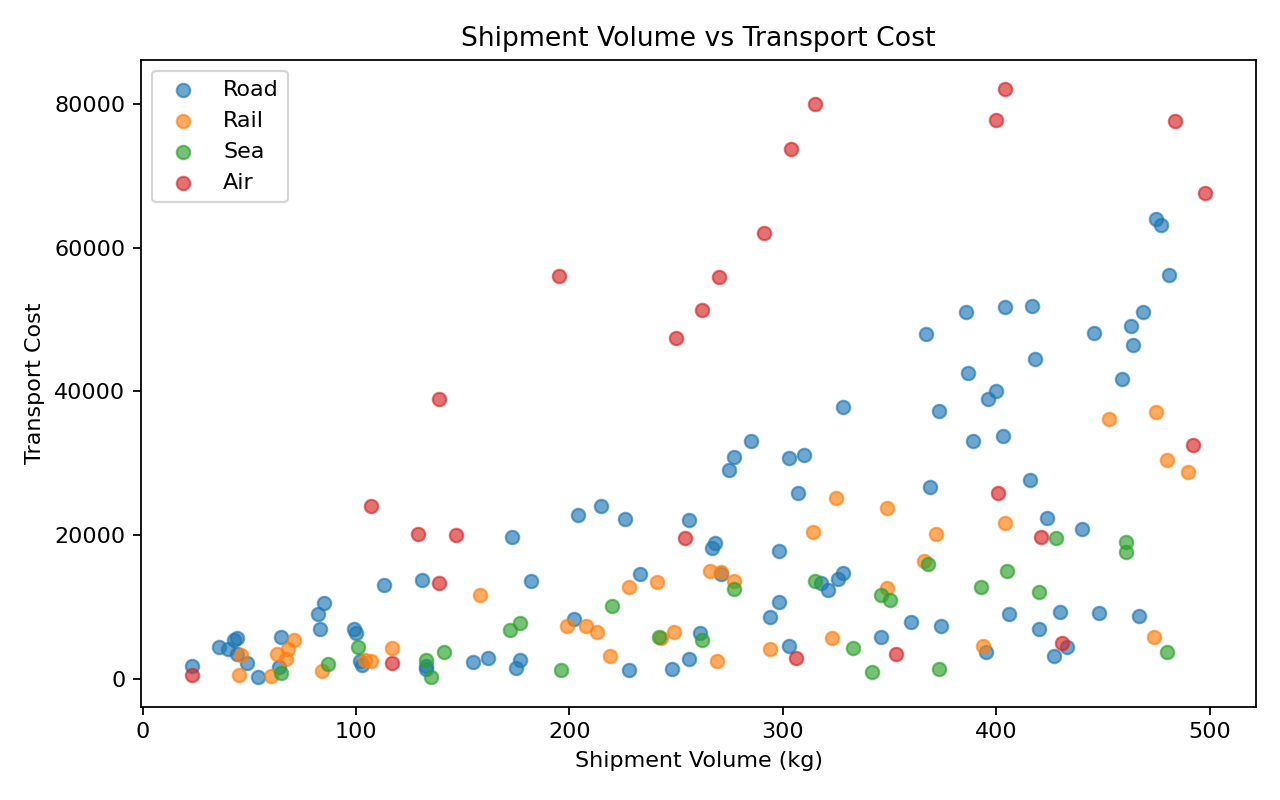 Shipment Volume vs Transport Cost
Road
Rail
Sea
Air
80000
60000
40000
20000
0
Transport Cost
0 100 200 300 400 500
Shipment Volume (kg)